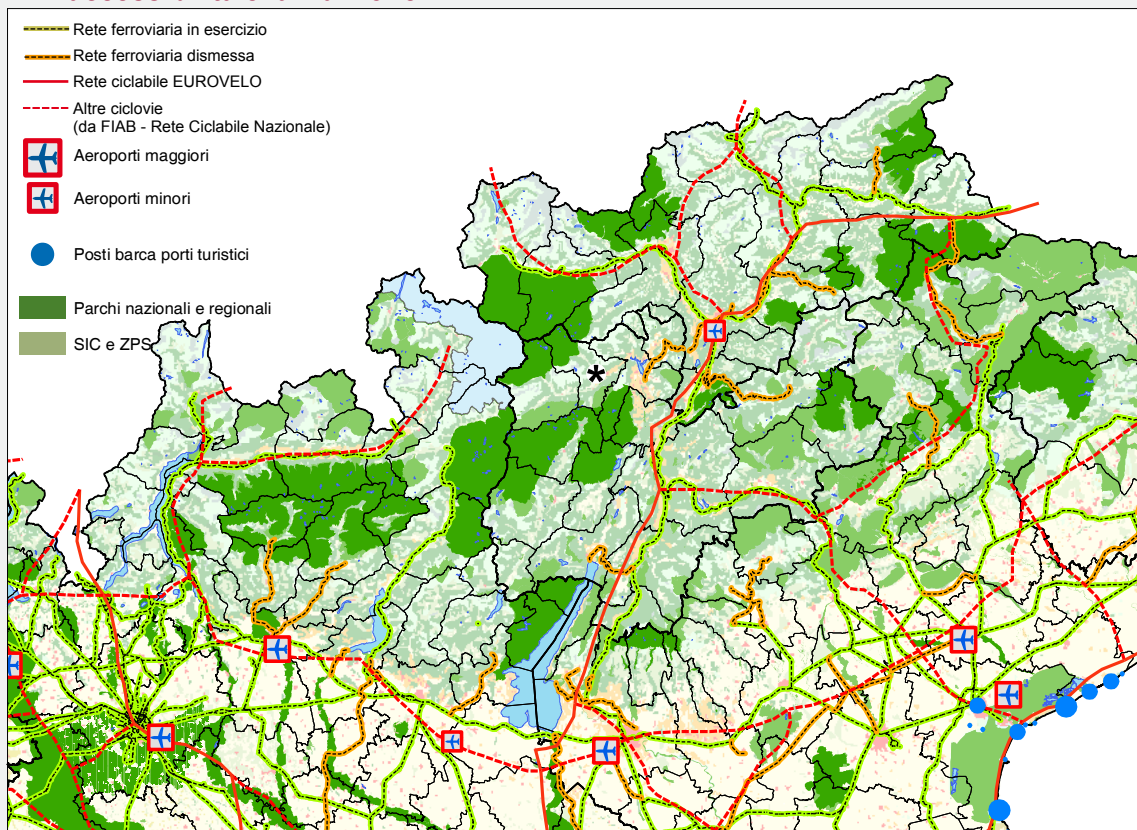 Rete ferroviaria in esercizio
Rete ferroviaria dismessa
Rete ciclabile EUROVELO
Altre ciclovie
(da FIAB - Rete Ciclabile Nazionale)
Aeroporti maggiori
Aeroporti minori
Posti barca porti turistici
Parchi nazionali e regionali
SIC e ZPS
*